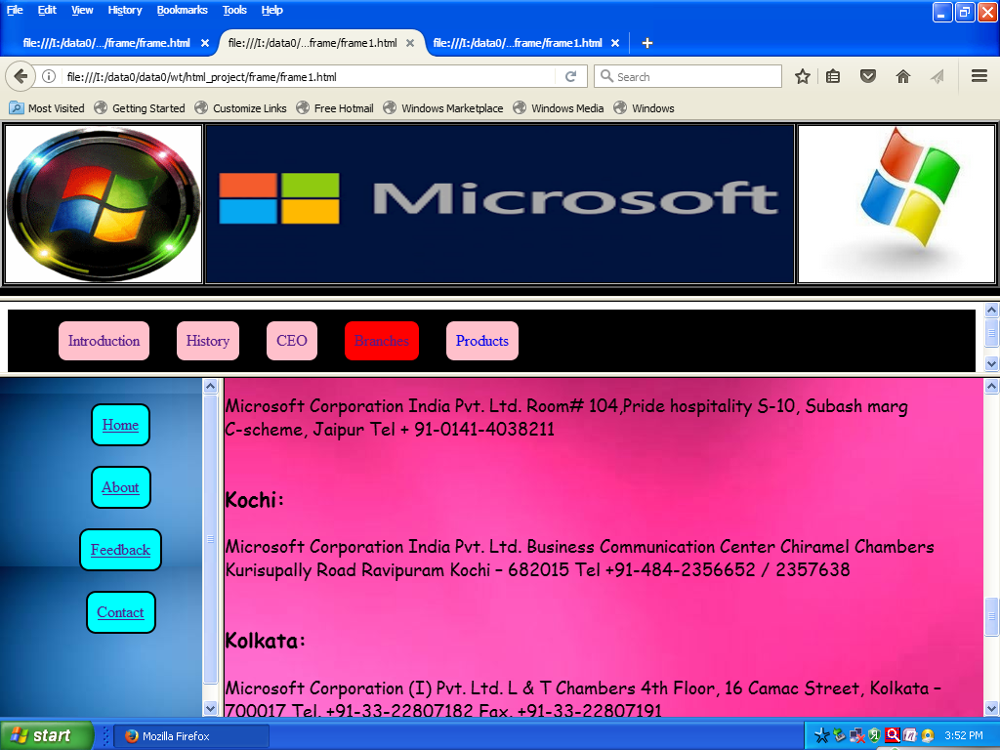 File Edit View History Bookmarks Tools Help
file:///I:/data0/.../frame/frame.html
file:///I:/data0/d...frame/frame1.html
file:///I:/data0/d...frame/frame1.html
file:///I:/data0/data0/wt/html_project/frame/frame1.html
Search
Most Visited Getting Started Customize Links Free Hotmail Windows Marketplace Windows Media Windows
Microsoft
Introduction History CEO Branches Products
Home
About
Feedback
Contact
Microsoft Corporation India Pvt. Ltd. Room# 104,Pride hospitality S-10, Subash marg
C-scheme, Jaipur Tel + 91-0141-4038211
Kochi:
Microsoft Corporation India Pvt. Ltd. Business Communication Center Chiramel Chambers
Kurisupally Road Ravipuram Kochi – 682015 Tel +91-484-2356652 / 2357638
Kolkata:
Microsoft Corporation (I) Pvt. Ltd. L & T Chambers 4th Floor, 16 Camac Street, Kolkata –
700017 Tel. +91-33-22807182 Fax. +91-33-22807191
start
Mozilla Firefox
3:52 PM